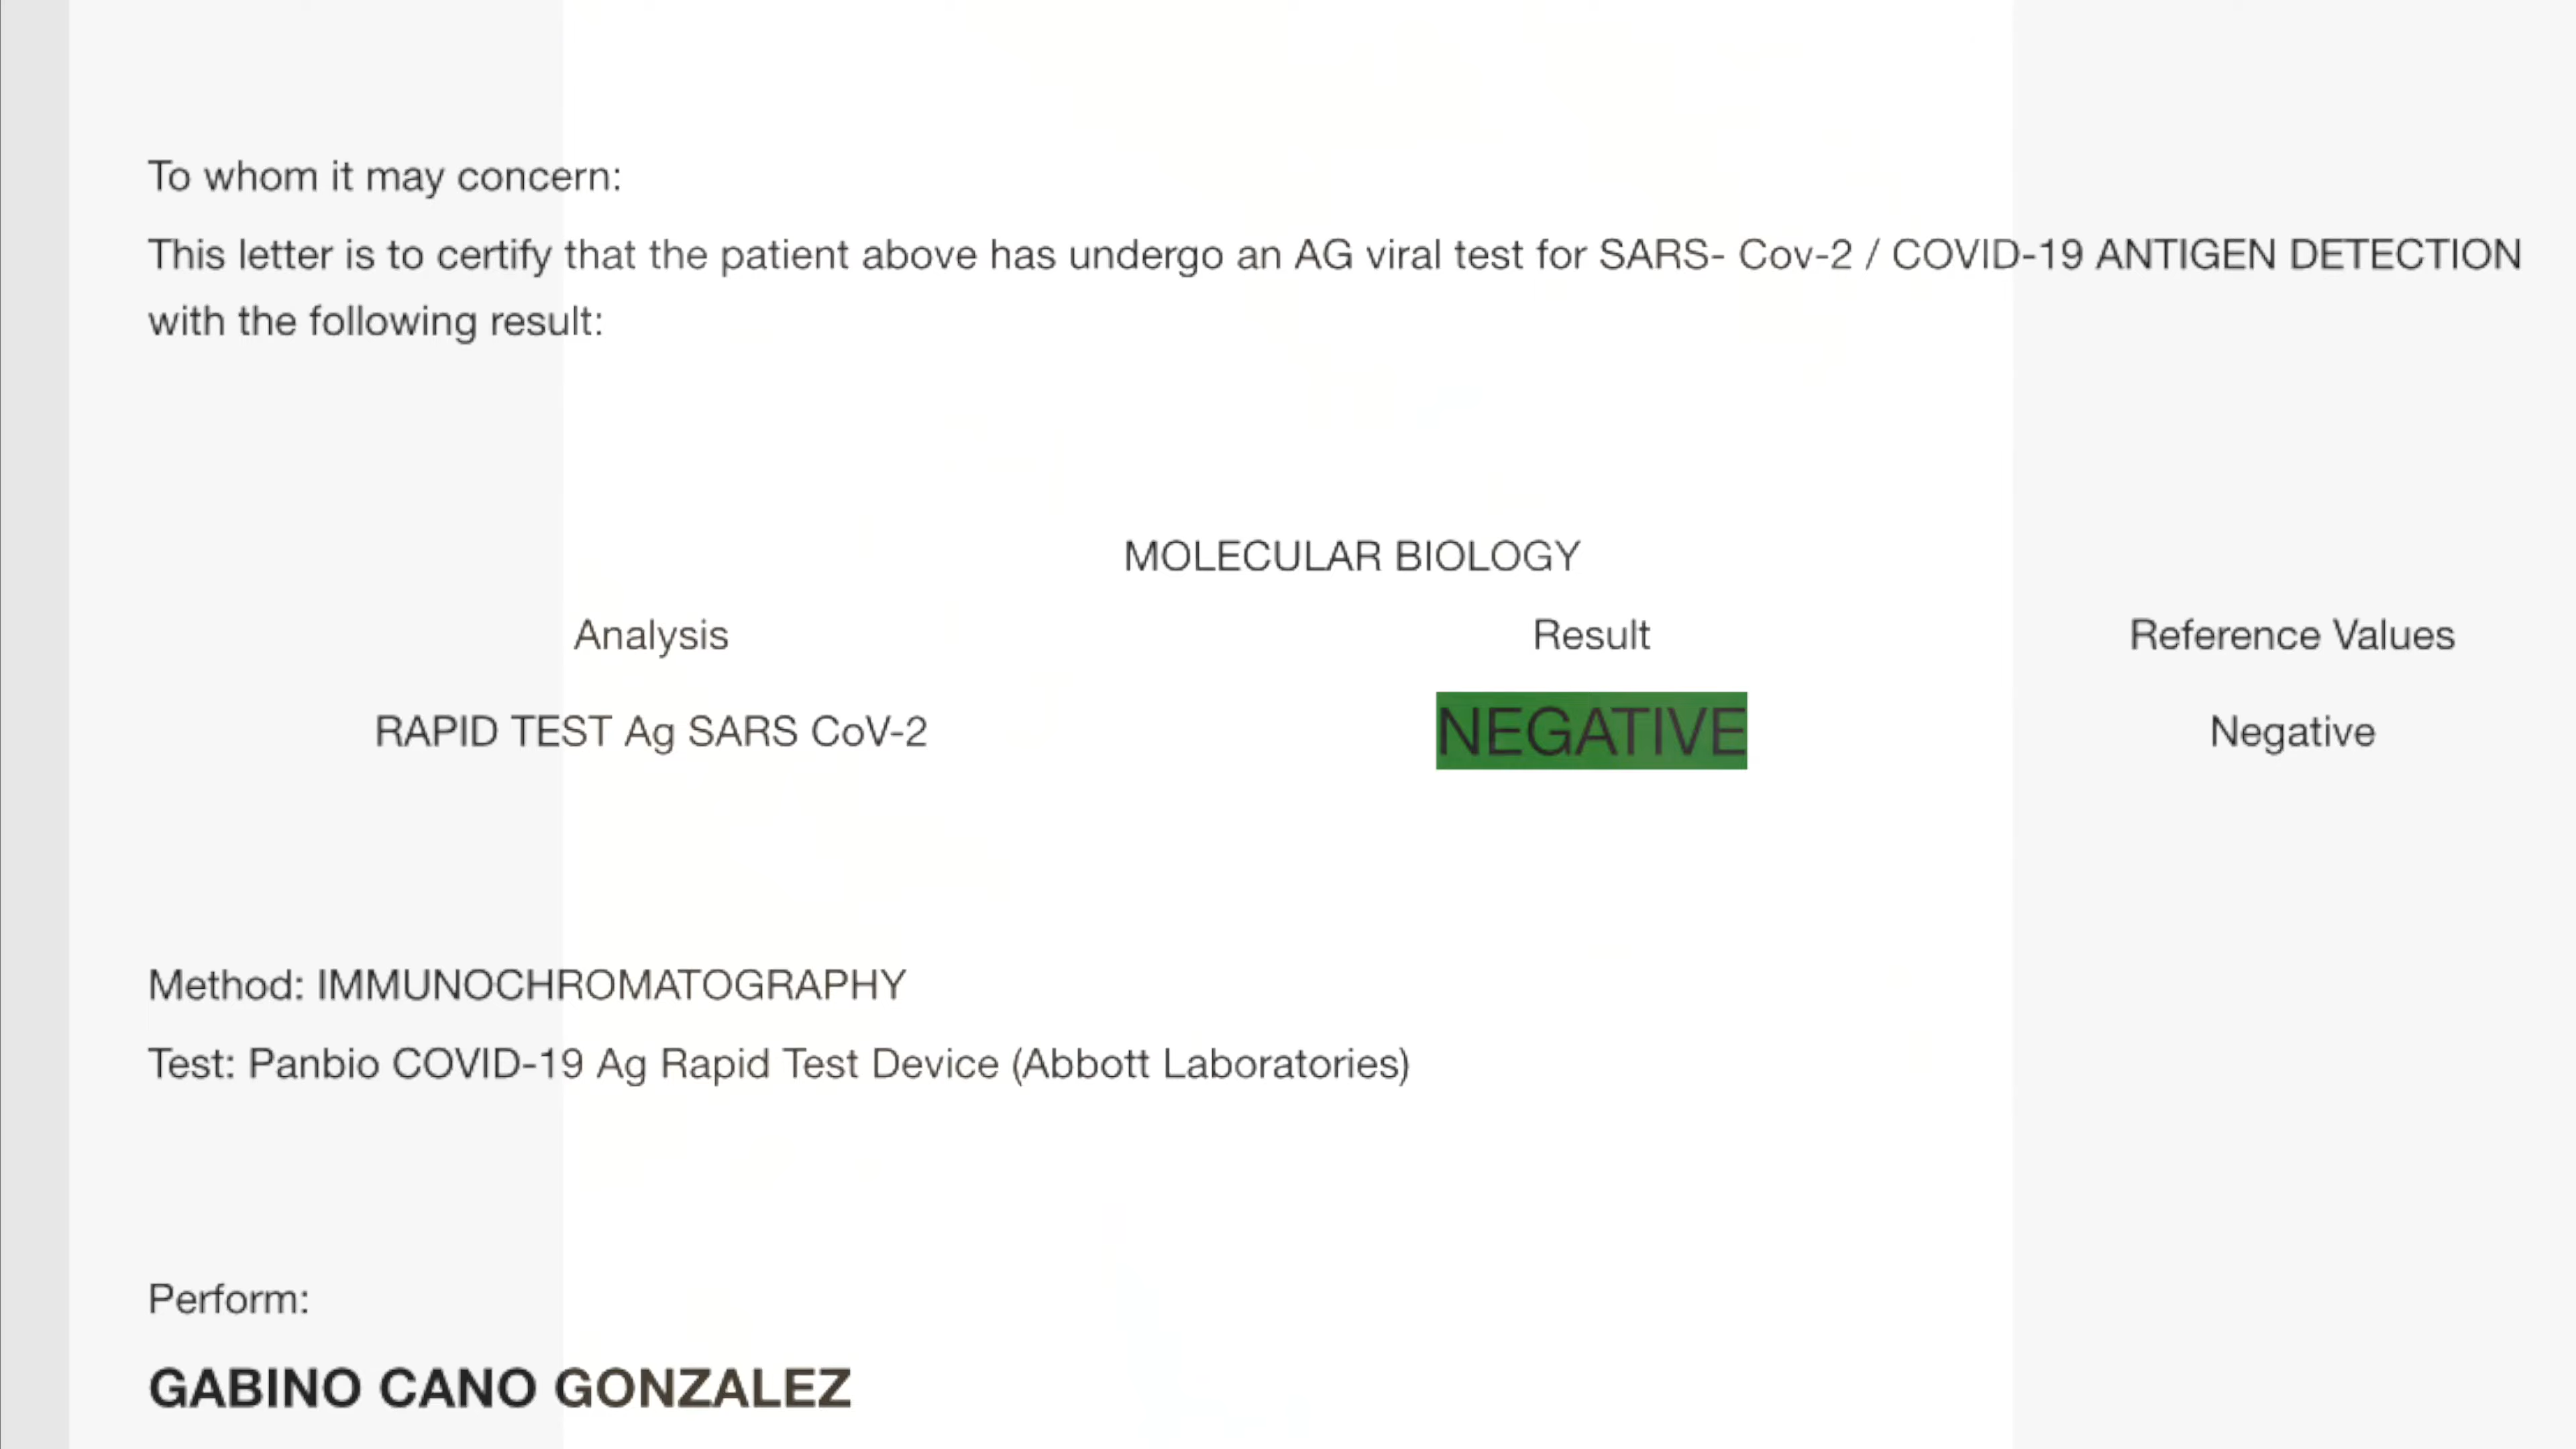 To whom it may concern:
This letter is to certify that the patient above has undergo an AG viral test for SARS- Cov-2 / COVID-19 ANTIGEN DETECTION
with the following result:
MOLECULAR BIOLOGY
Analysis Result Reference Values
RAPID TEST Ag SARS CoV-2 NEGATIVE Negative
Method: IMMUNOCHROMATOGRAPHY
Test: Panbio COVID-19 Ag Rapid Test Device (Abbott Laboratories)
Perform:
GABINO CANO GONZALEZ